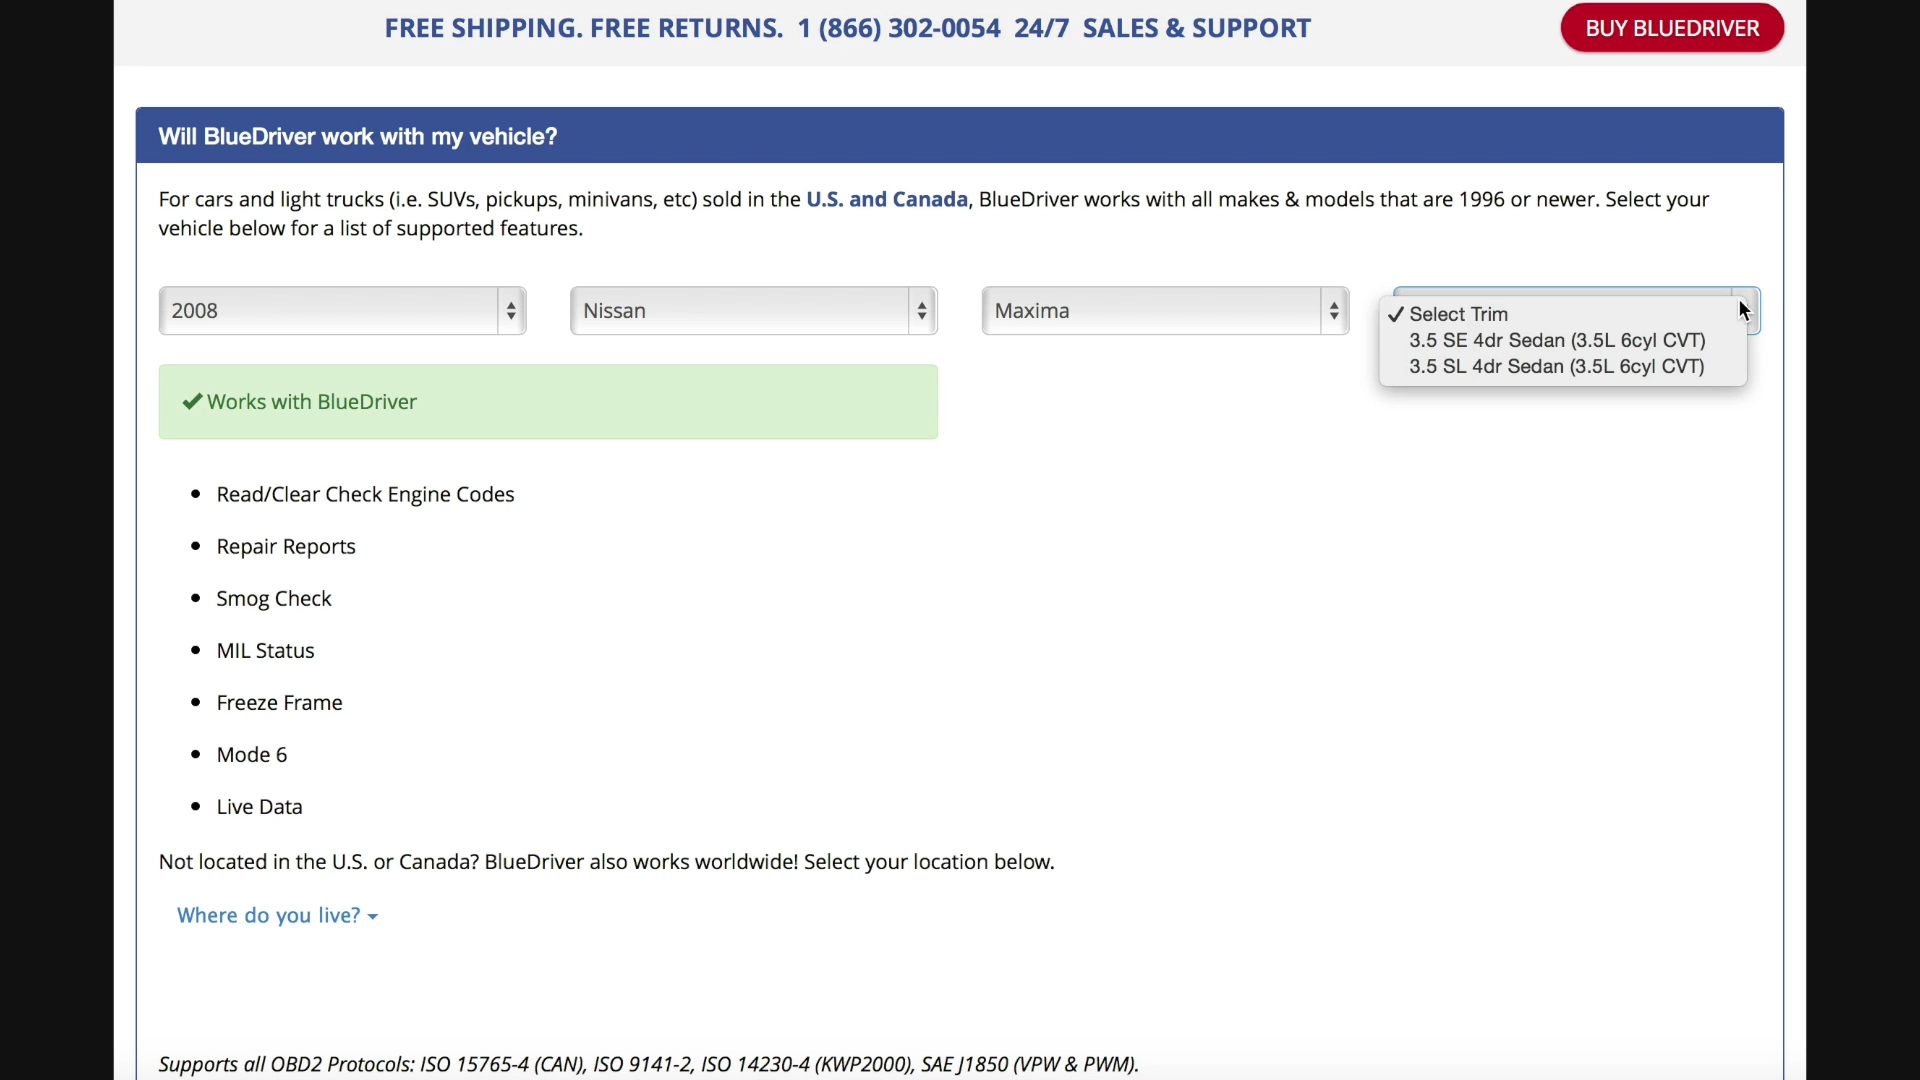 FREE SHIPPING. FREE RETURNS. 1 (866) 302-0054 24/7 SALES & SUPPORT
BUY BLUEDRIVER
Will BlueDriver work with my vehicle?
For cars and light trucks (i.e. SUVs, pickups, minivans, etc) sold in the U.S. and Canada, BlueDriver works with all makes & models that are 1996 or newer. Select your
vehicle below for a list of supported features.
2008
Nissan
Maxima
✓ Select Trim
3.5 SE 4dr Sedan (3.5L 6cyl CVT)
3.5 SL 4dr Sedan (3.5L 6cyl CVT)
✔ Works with BlueDriver
• Read/Clear Check Engine Codes
• Repair Reports
• Smog Check
• MIL Status
• Freeze Frame
• Mode 6
• Live Data
Not located in the U.S. or Canada? BlueDriver also works worldwide! Select your location below.
Where do you live?
Supports all OBD2 Protocols: ISO 15765-4 (CAN), ISO 9141-2, ISO 14230-4 (KWP2000), SAE J1850 (VPW & PWM).